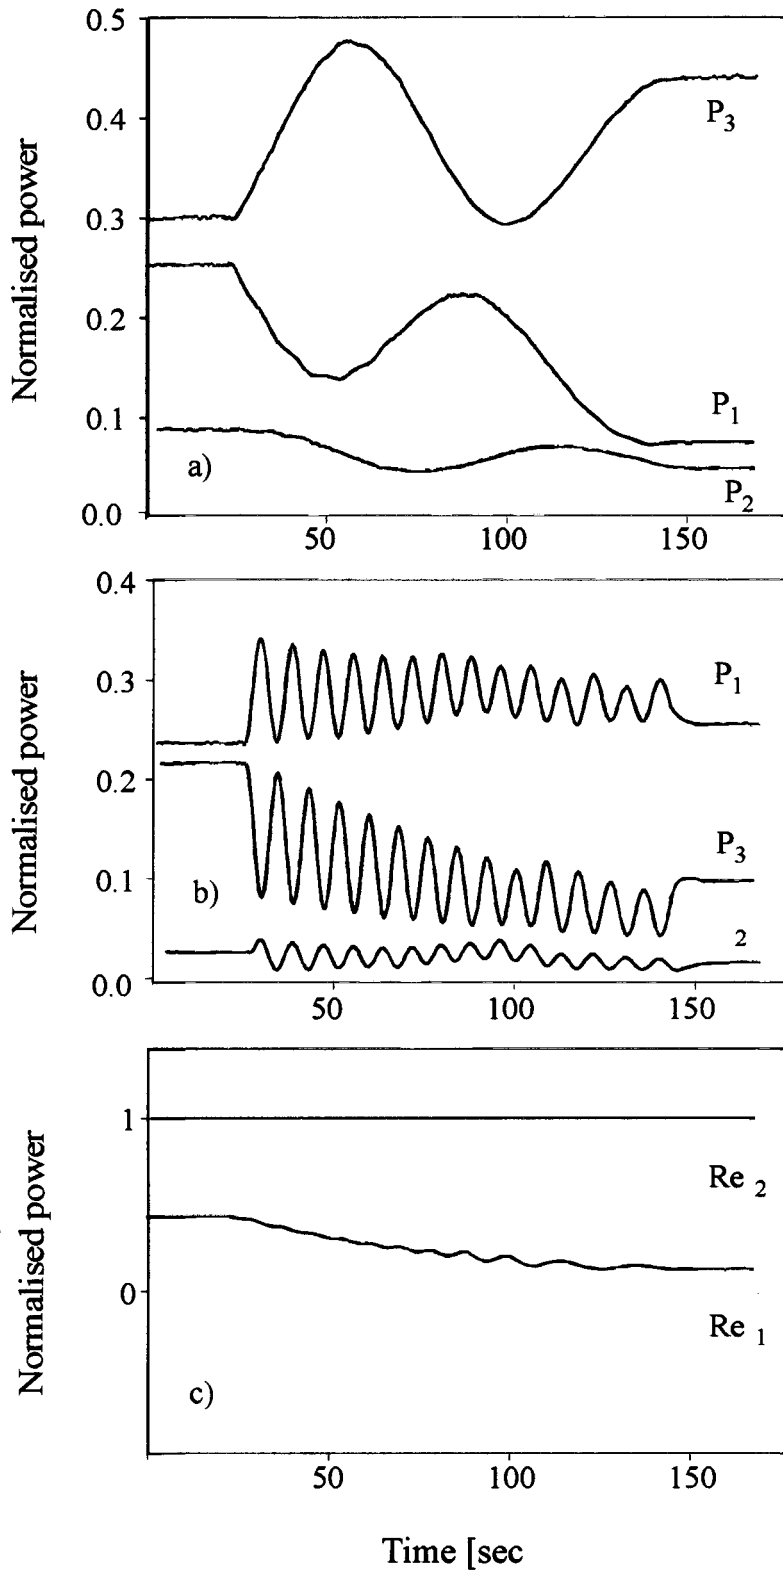 0.5
0.4
0.3
0.2
0.1
0.0
Normalised power
P3
P1
P2
a)
50 100 150
0.4
0.3
0.2
0.1
0.0
Normalised power
P1
P3
2
b)
50 100 150
1
0
Normalised power
Re 2
Re 1
c)
50 100 150
Time [sec